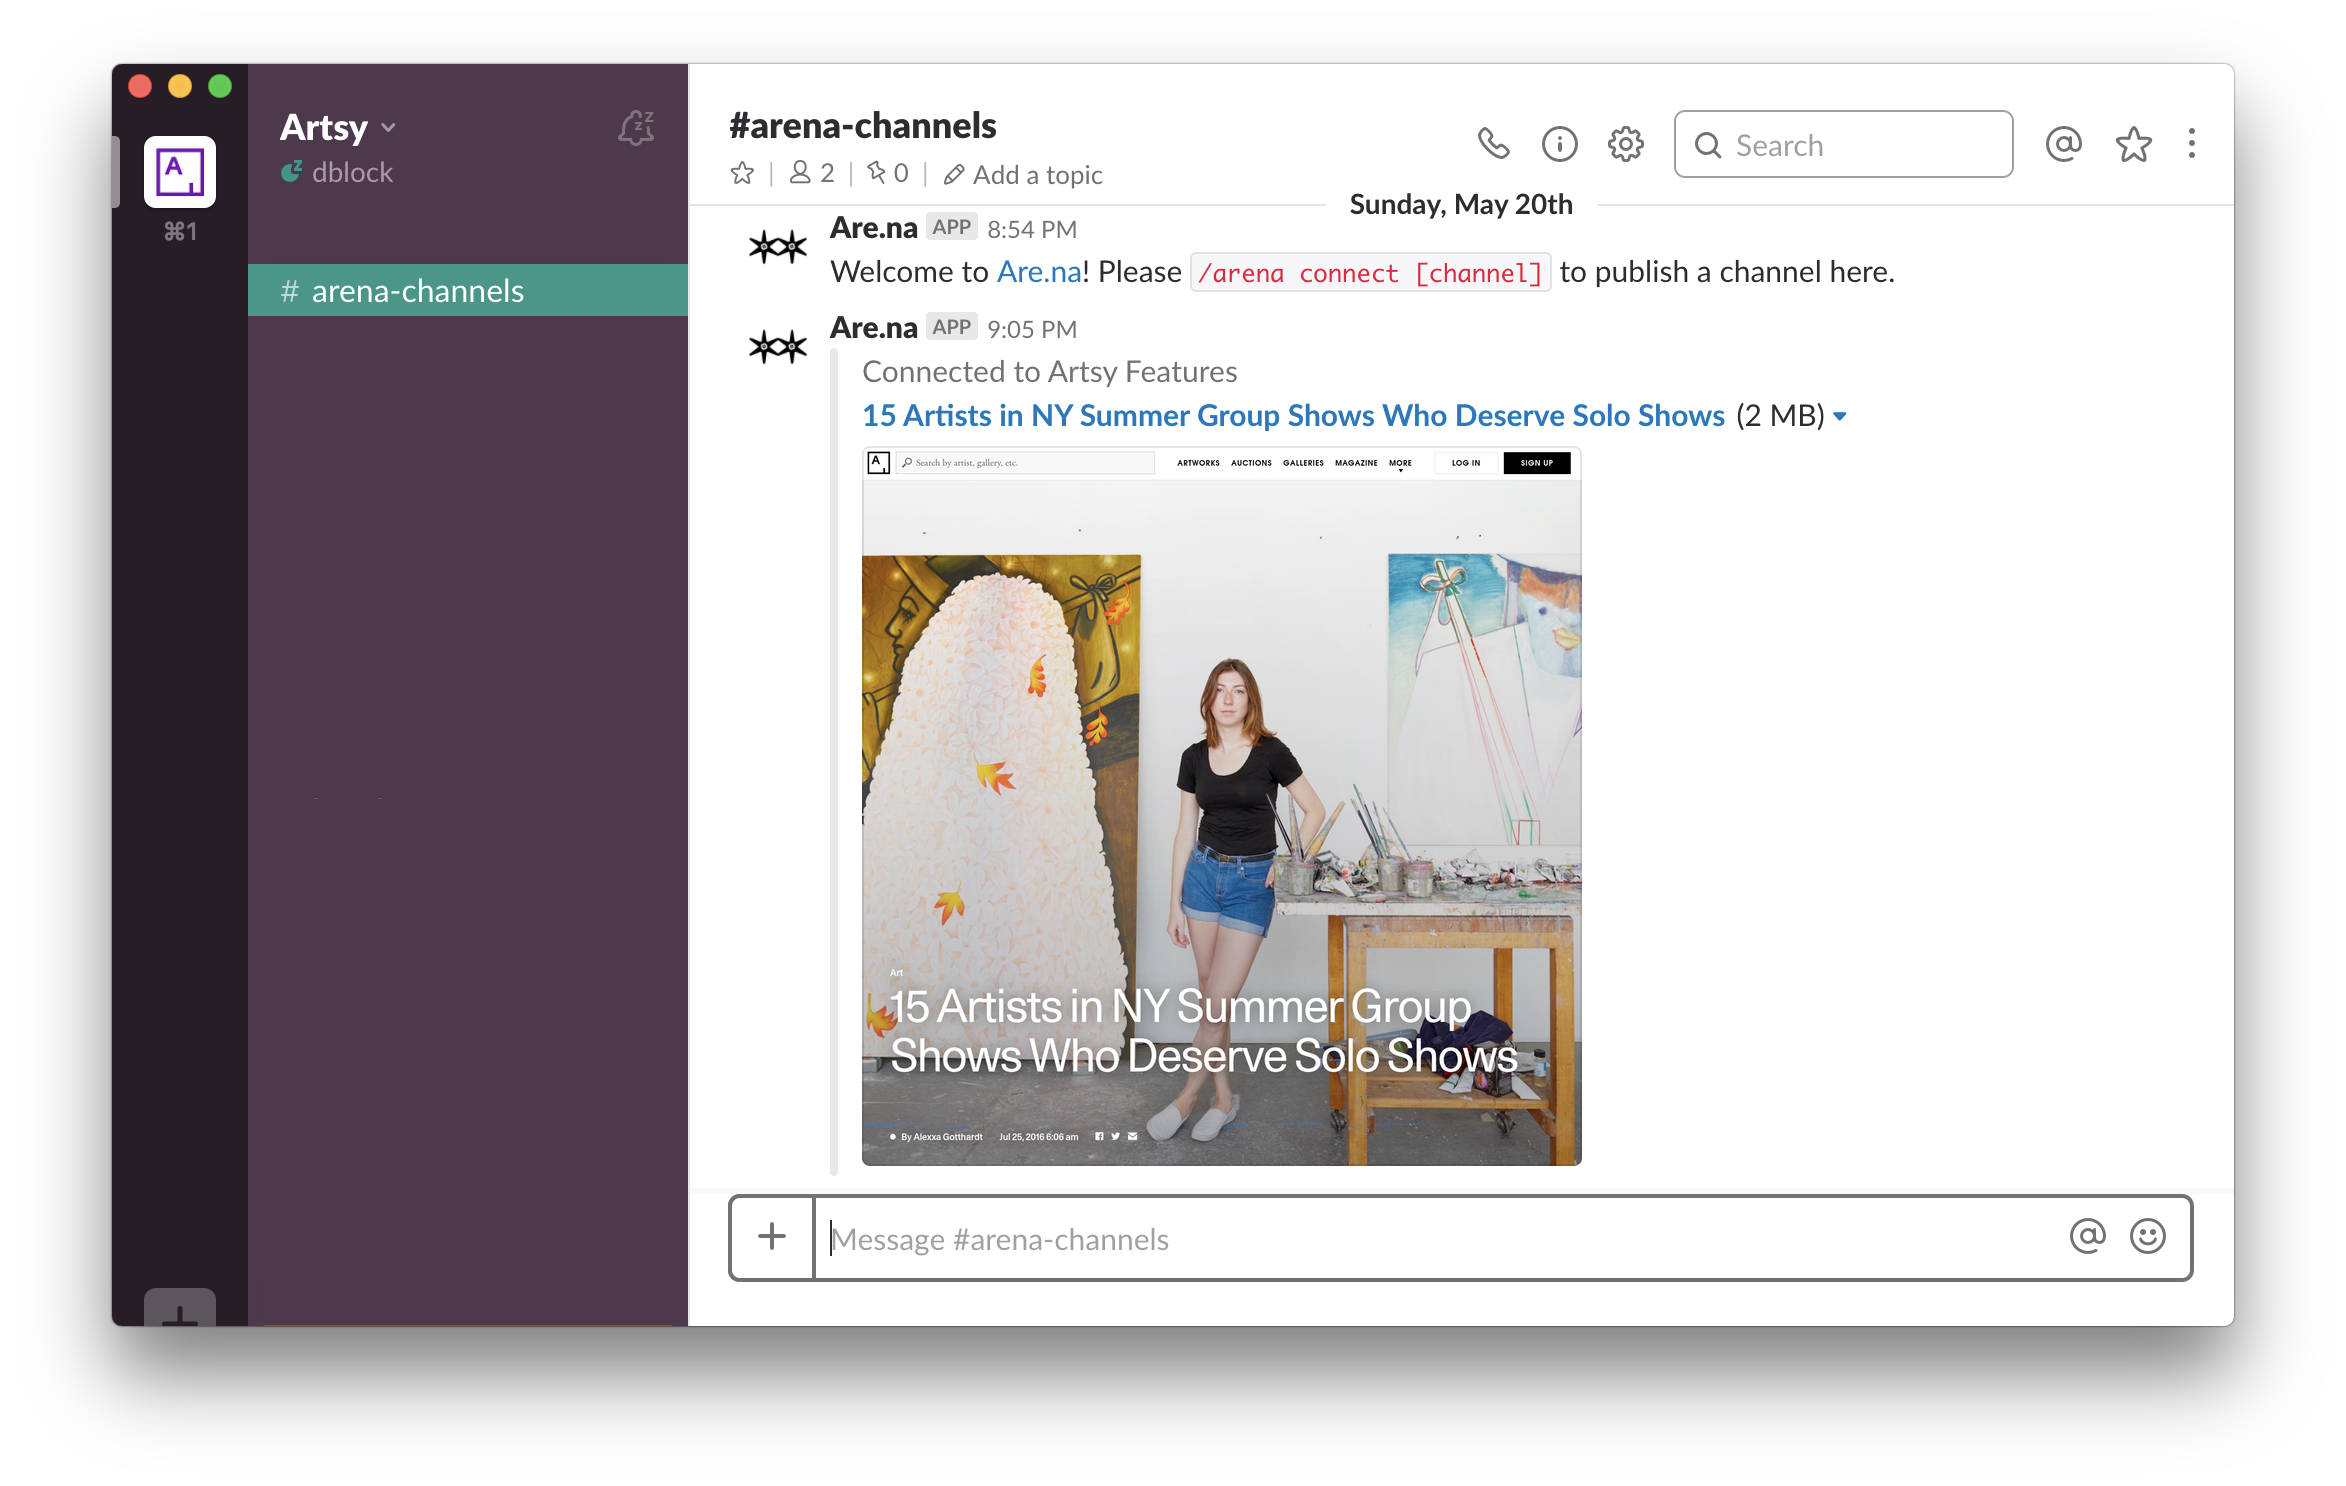 Artsy
dblock
⌘1
# arena-channels
#arena-channels
2 | 0 | Add a topic
Search
Sunday, May 20th
Are.na APP 8:54 PM
Welcome to Are.na! Please /arena connect [channel] to publish a channel here.
Are.na APP 9:05 PM
Connected to Artsy Features
15 Artists in NY Summer Group Shows Who Deserve Solo Shows (2 MB)
A Search by artist, gallery, etc. ARTWORKS AUCTIONS GALLERIES MAGAZINE MORE LOG IN SIGN UP
Art
15 Artists in NY Summer Group
Shows Who Deserve Solo Shows
By Alexxa Gotthardt Jul 25, 2016 6:06 am
Message #arena-channels